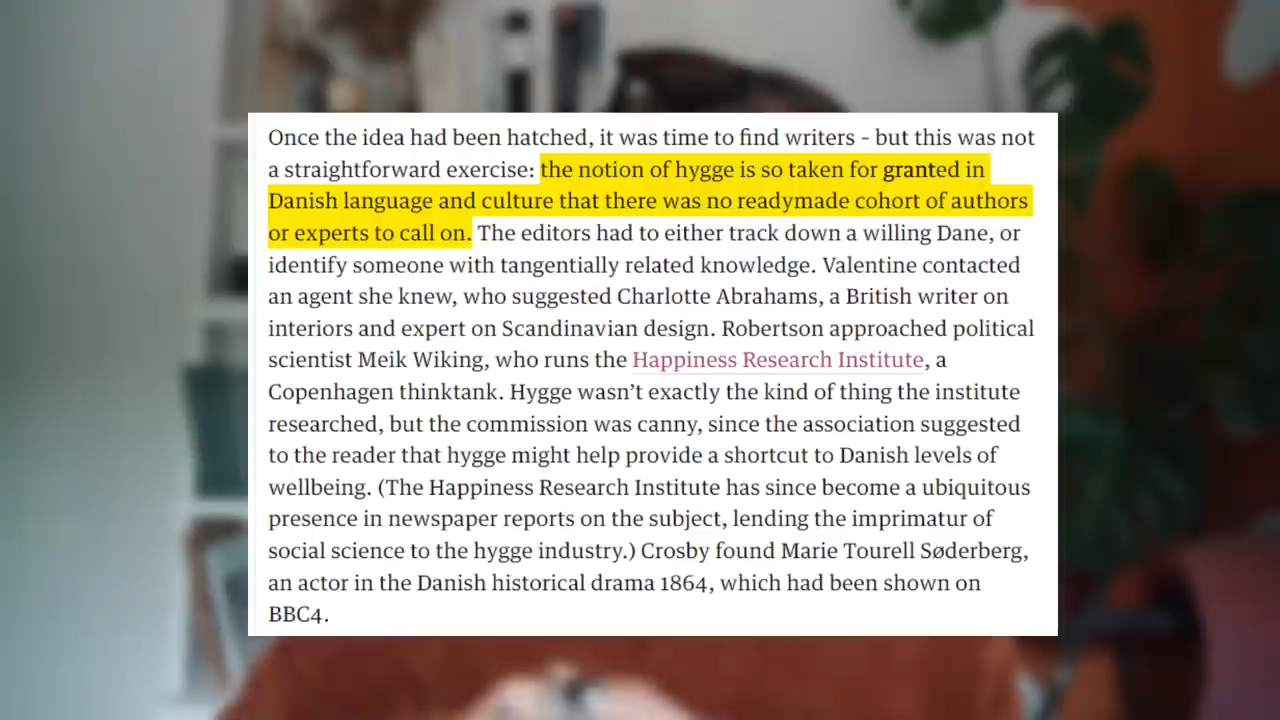 Once the idea had been hatched, it was time to find writers - but this was not
a straightforward exercise: the notion of hygge is so taken for granted in
Danish language and culture that there was no readymade cohort of authors
or experts to call on. The editors had to either track down a willing Dane, or
identify someone with tangentially related knowledge. Valentine contacted
an agent she knew, who suggested Charlotte Abrahams, a British writer on
interiors and expert on Scandinavian design. Robertson approached political
scientist Meik Wiking, who runs the Happiness Research Institute, a
Copenhagen thinktank. Hygge wasn’t exactly the kind of thing the institute
researched, but the commission was canny, since the association suggested
to the reader that hygge might help provide a shortcut to Danish levels of
wellbeing. (The Happiness Research Institute has since become a ubiquitous
presence in newspaper reports on the subject, lending the imprimatur of
social science to the hygge industry.) Crosby found Marie Tourell Søderberg,
an actor in the Danish historical drama 1864, which had been shown on
BBC4.